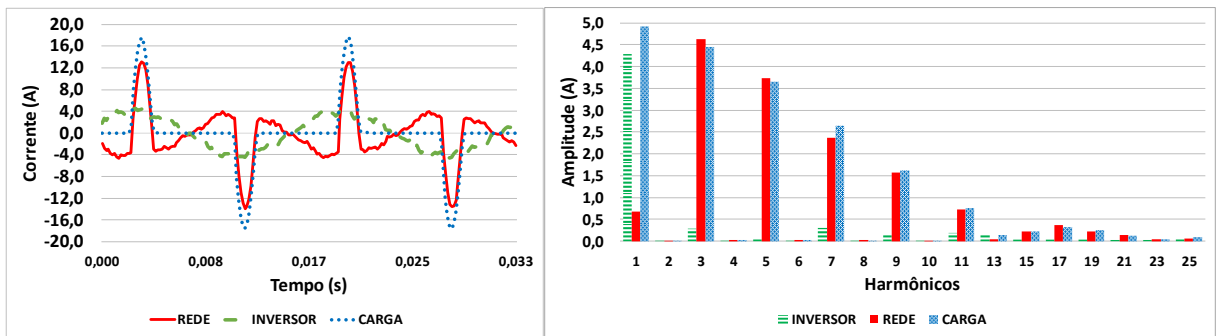 20,0
16,0
12,0
8,0
4,0
0,0
-4,0
-8,0
-12,0
-16,0
-20,0
Corrente (A)
0,000 0,008 0,017 0,025 0,033
Tempo (s)
REDE INVERSOR CARGA
5,0
4,5
4,0
3,5
3,0
2,5
2,0
1,5
1,0
0,5
0,0
Amplitude (A)
1 2 3 4 5 6 7 8 9 10 11 13 15 17 19 21 23 25
Harmônicos
INVERSOR REDE CARGA